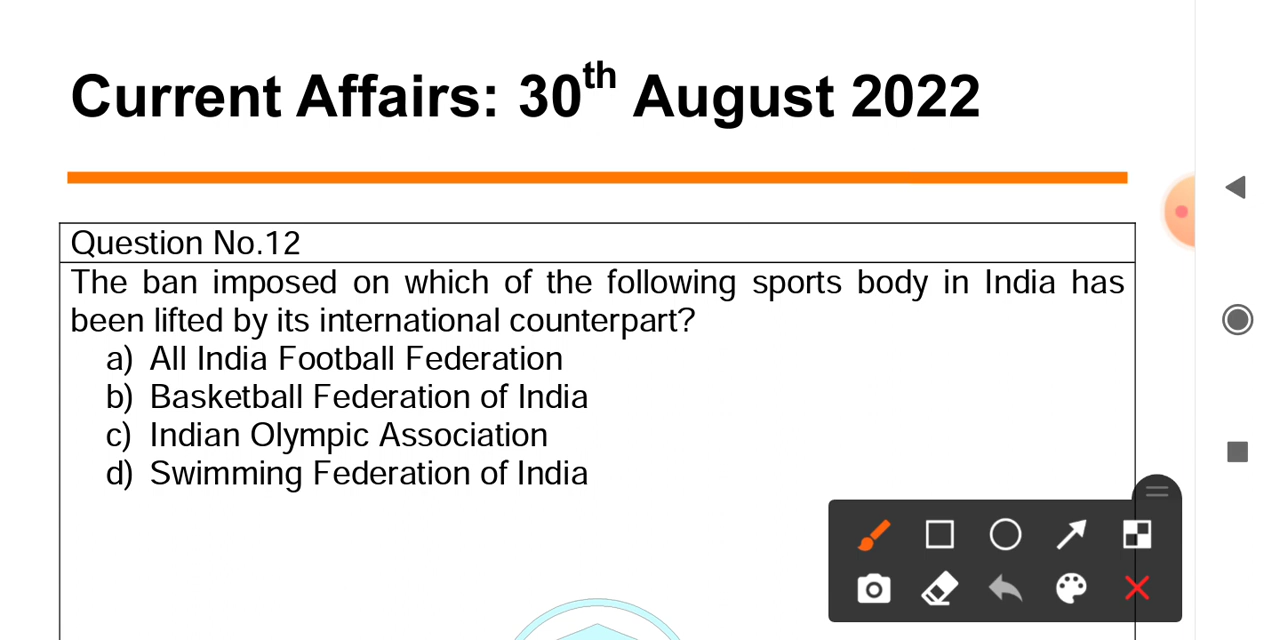 Current Affairs: 30th August 2022
Question No.12
The ban imposed on which of the following sports body in India has
been lifted by its international counterpart?
a) All India Football Federation
b) Basketball Federation of India
c) Indian Olympic Association
d) Swimming Federation of India